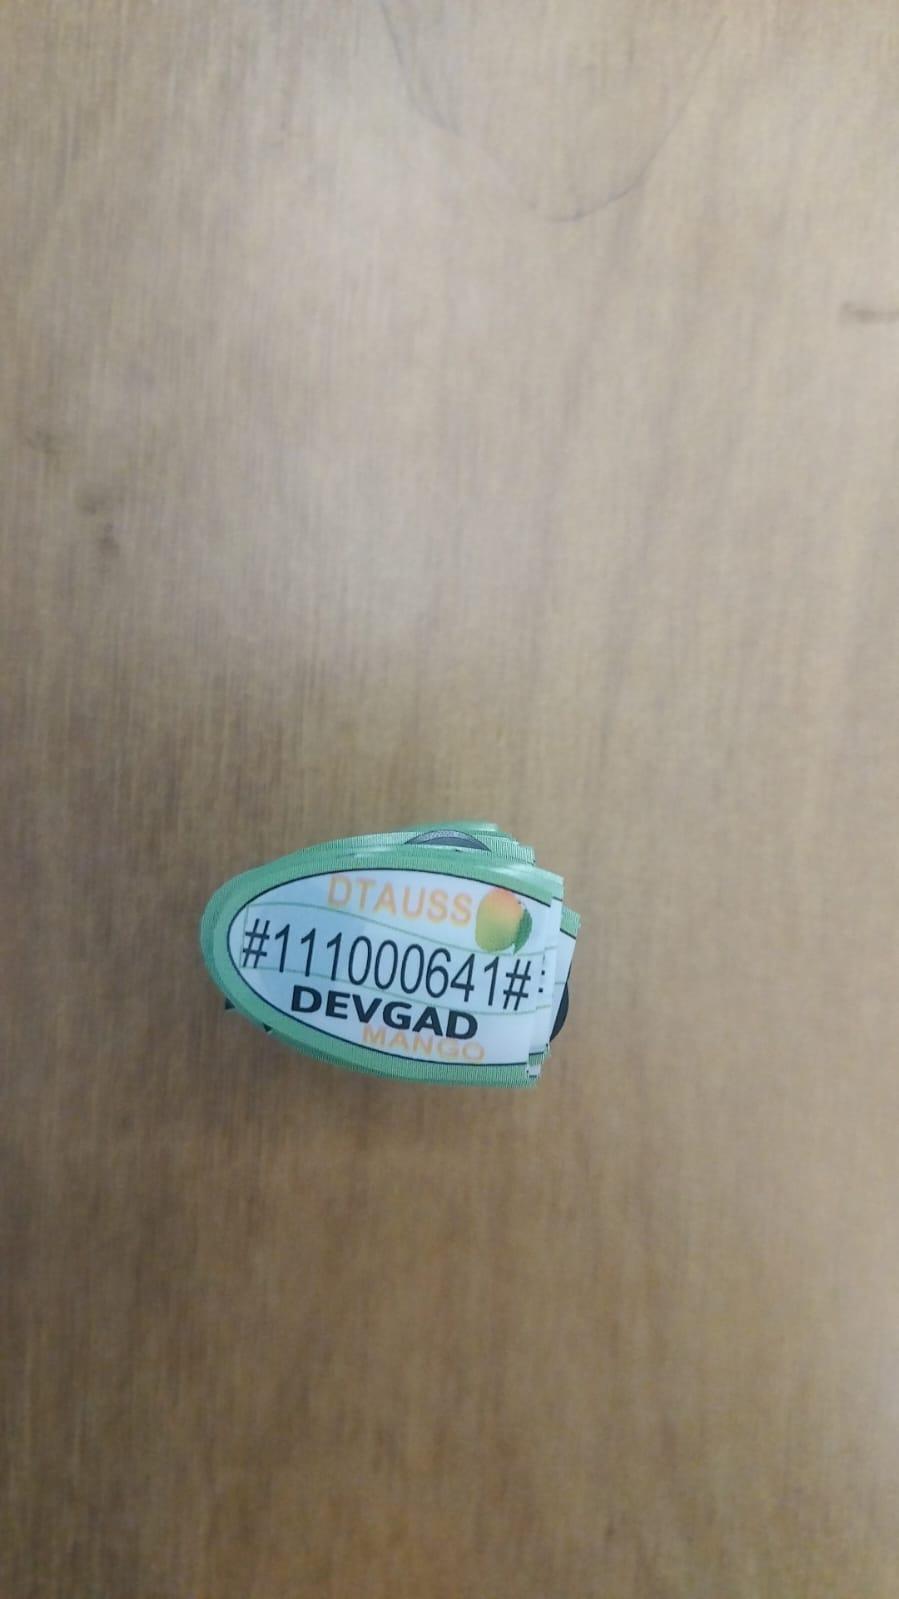 DTAUSS
#111000641#
DEVGAD
MANGO